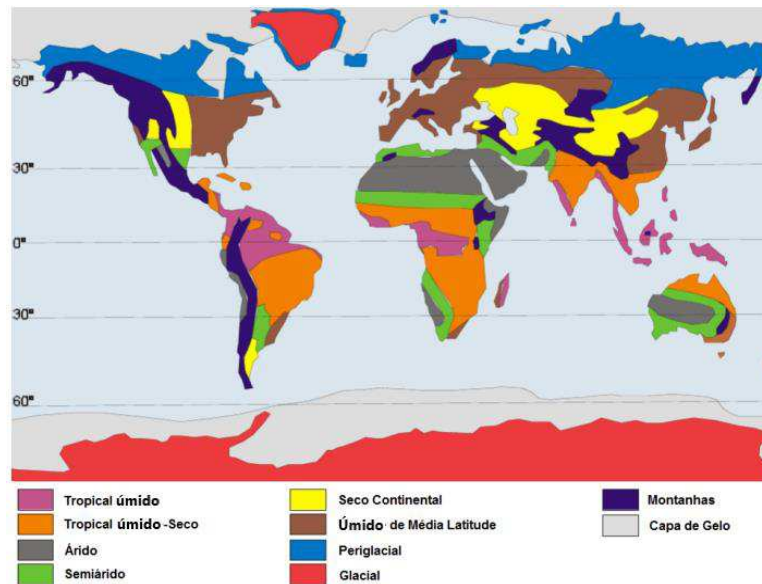 60°
30°
0°
30°
60°
Tropical úmido
Tropical úmido -Seco
Árido
Semiárido
Seco Continental
Úmido de Média Latitude
Periglacial
Glacial
Montanhas
Capa de Gelo